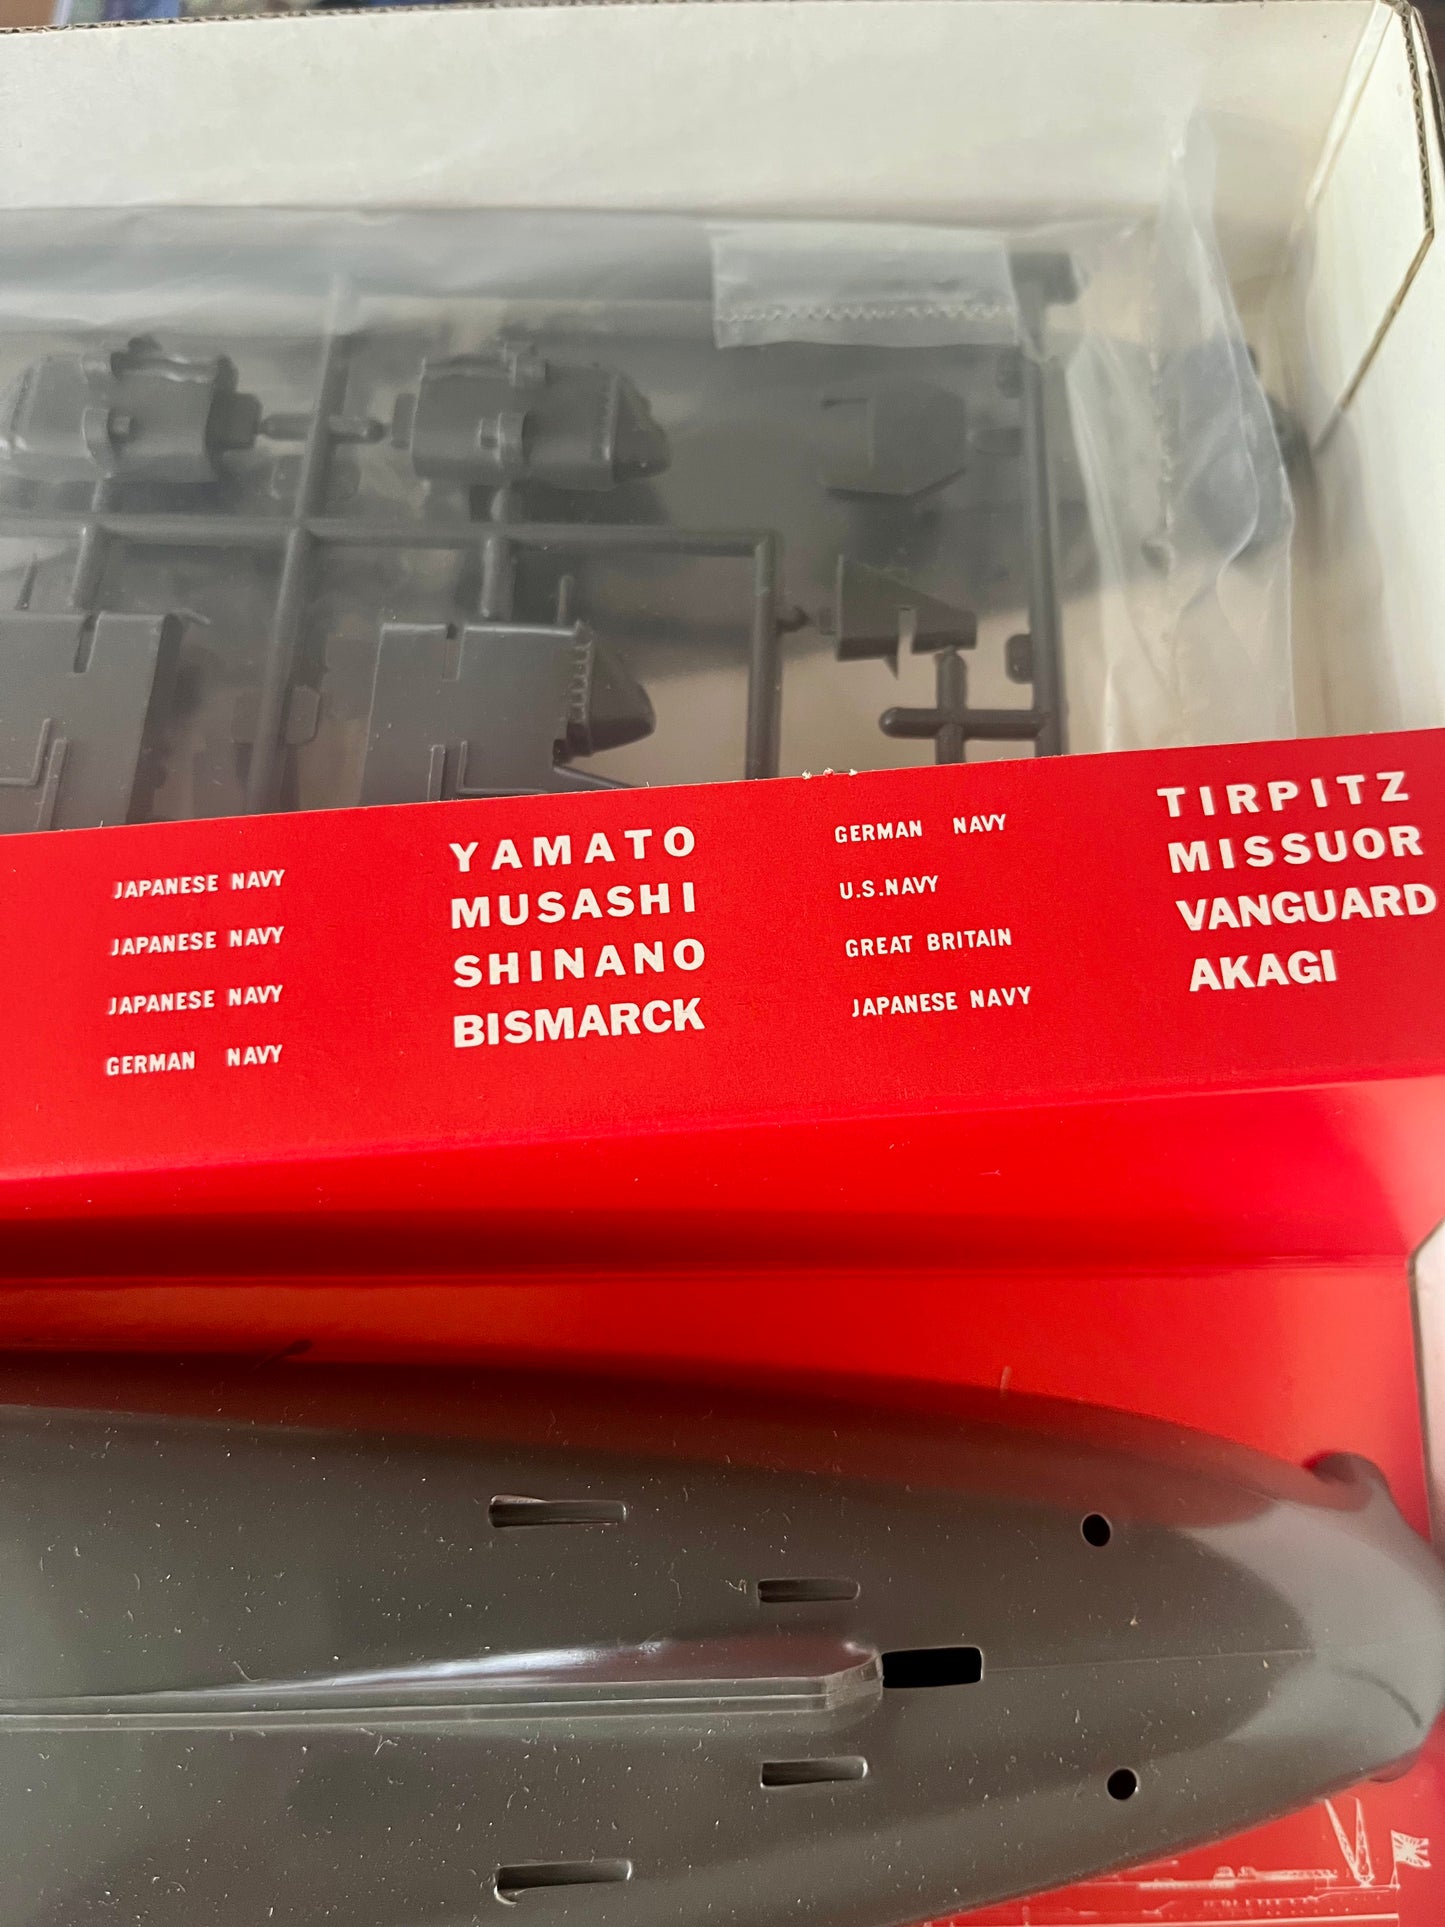 JAPANESE NAVY YAMATO
JAPANESE NAVY MUSASHI
JAPANESE NAVY SHINANO
GERMAN NAVY BISMARCK
GERMAN NAVY TIRPITZ
U.S.NAVY MISSUOR
GREAT BRITAIN VANGUARD
JAPANESE NAVY AKAGI